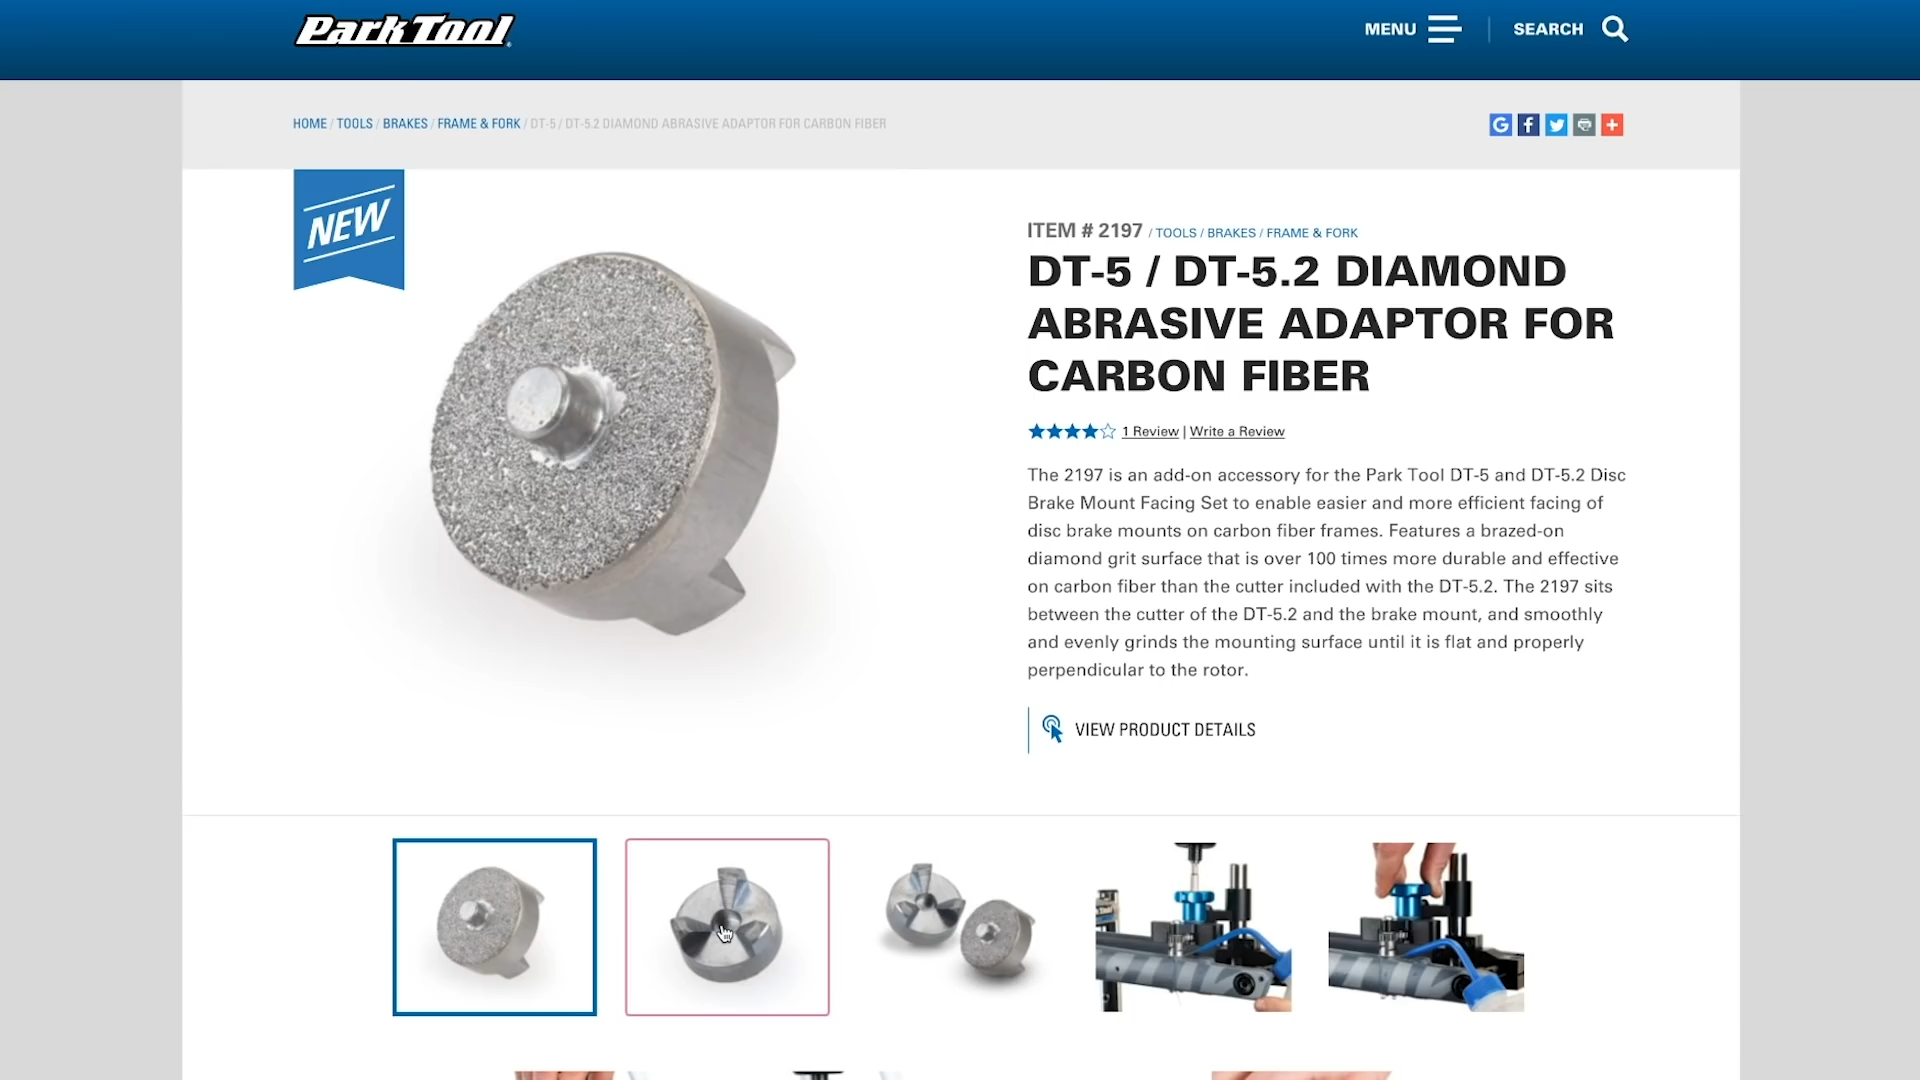 Park Tool
MENU
SEARCH
HOME / TOOLS / BRAKES / FRAME & FORK / DT-5 / DT-5.2 DIAMOND ABRASIVE ADAPTOR FOR CARBON FIBER
NEW
ITEM # 2197 / TOOLS / BRAKES / FRAME & FORK
DT-5 / DT-5.2 DIAMOND
ABRASIVE ADAPTOR FOR
CARBON FIBER
1 Review | Write a Review
The 2197 is an add-on accessory for the Park Tool DT-5 and DT-5.2 Disc
Brake Mount Facing Set to enable easier and more efficient facing of
disc brake mounts on carbon fiber frames. Features a brazed-on
diamond grit surface that is over 100 times more durable and effective
on carbon fiber than the cutter included with the DT-5.2. The 2197 sits
between the cutter of the DT-5.2 and the brake mount, and smoothly
and evenly grinds the mounting surface until it is flat and properly
perpendicular to the rotor.
VIEW PRODUCT DETAILS